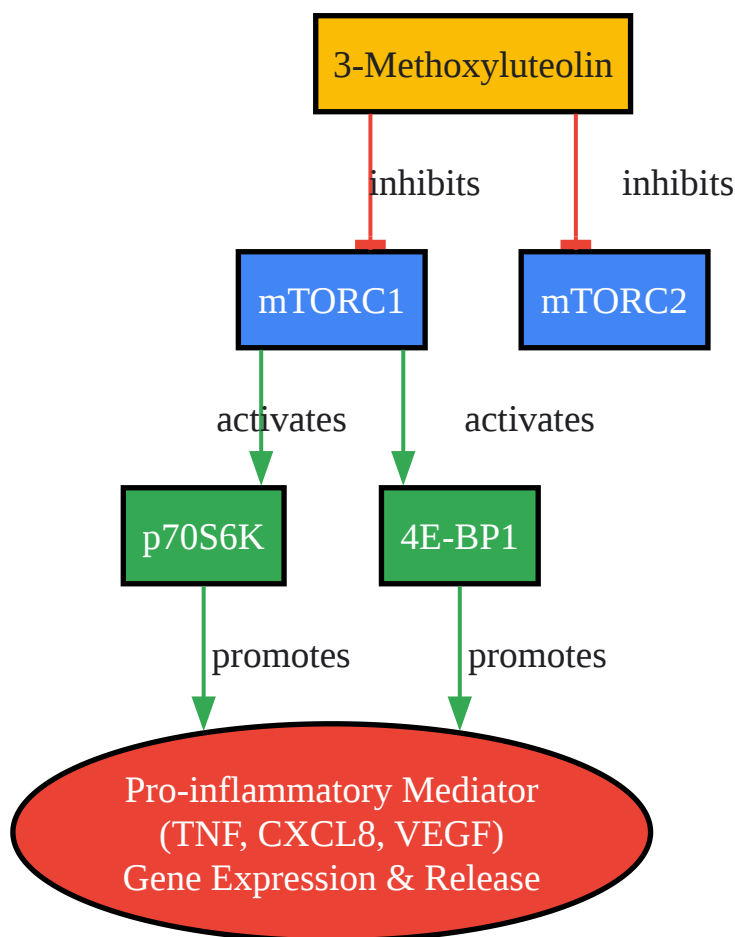 3-Methoxyluteolin
inhibits
inhibits
mTORC1
mTORC2
activates
activates
p70S6K
4E-BP1
promotes
promotes
Pro-inflammatory Mediator
(TNF, CXCL8, VEGF)
Gene Expression & Release